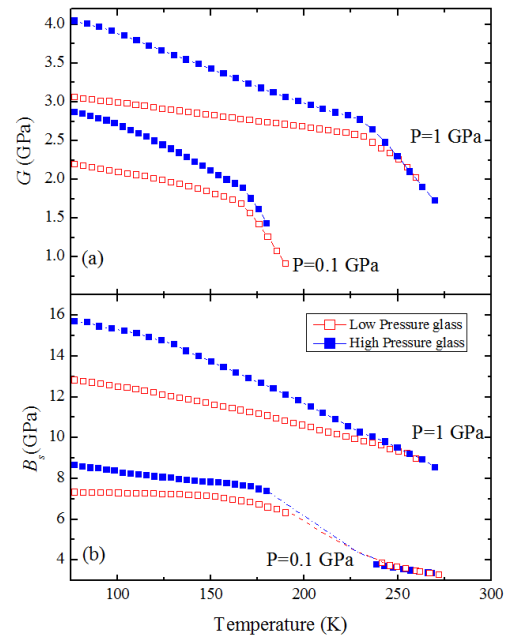 4.0
3.5
3.0
2.5
2.0
1.5
1.0
G (GPa)
P=1 GPa
P=0.1 GPa
(a)
16
14
12
10
8
6
4
Bs(GPa)
Low Pressure glass
High Pressure glass
P=1 GPa
P=0.1 GPa
(b)
100 150 200 250 300
Temperature (K)